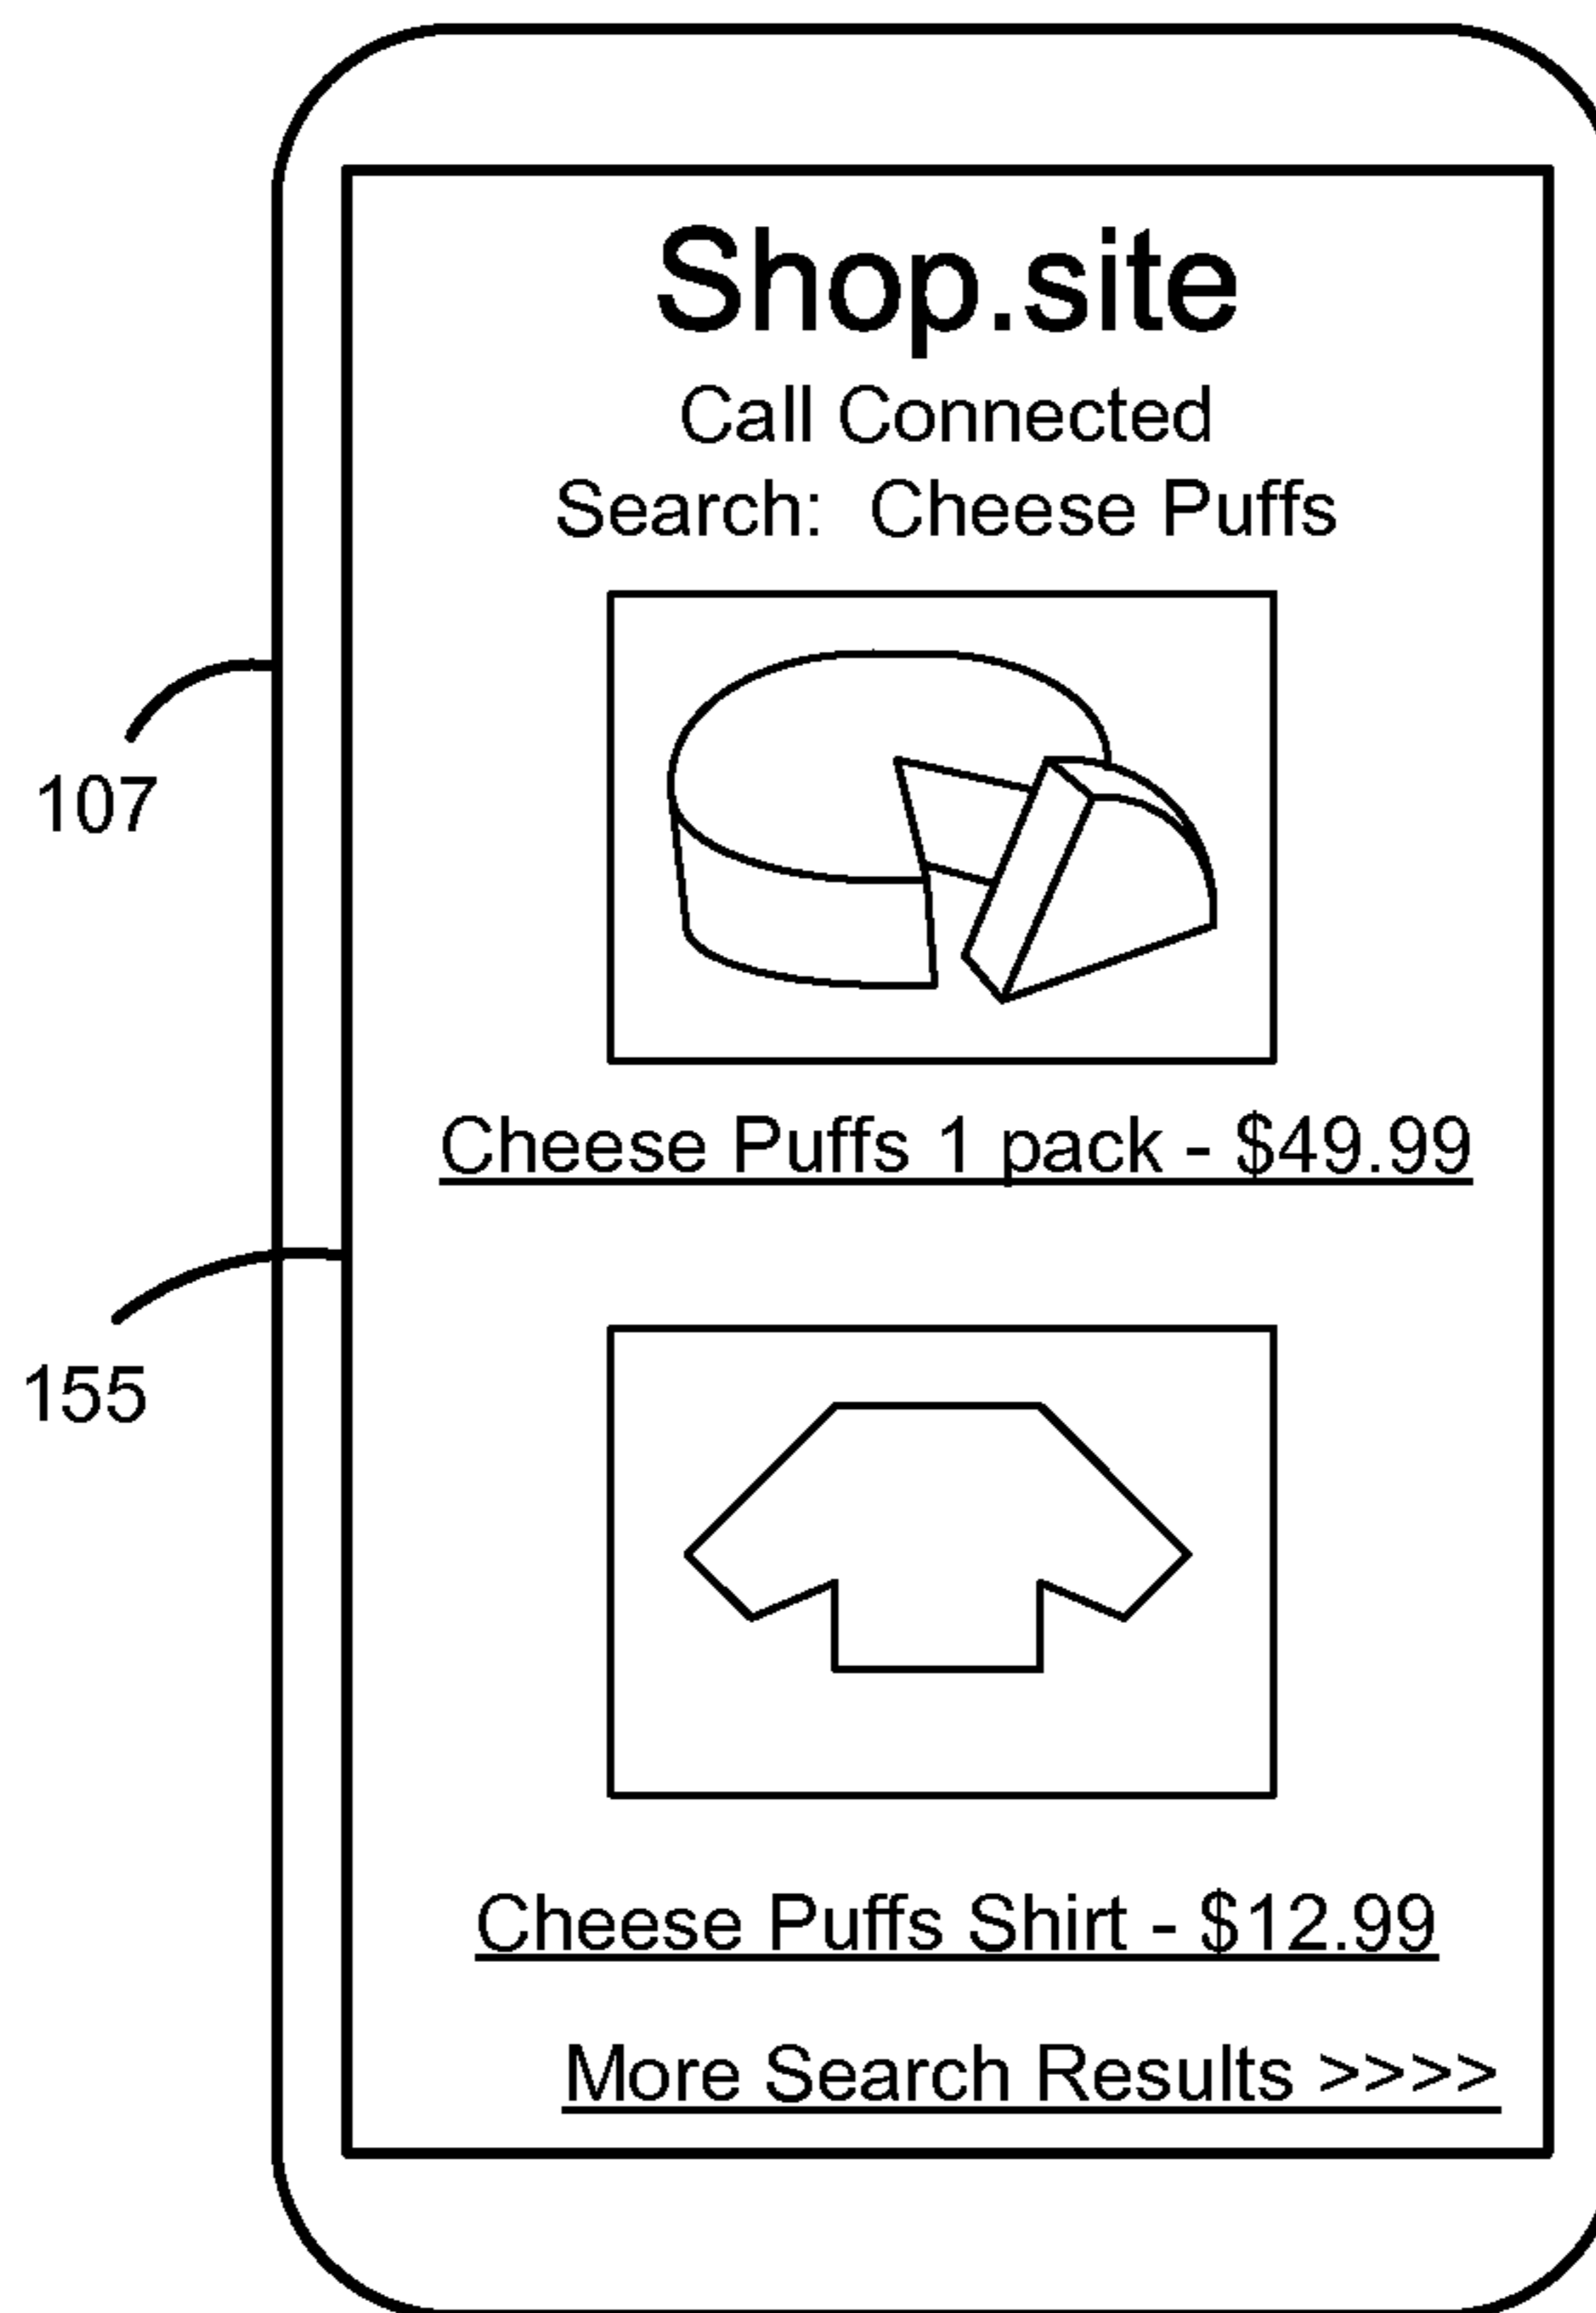 Shop.site
Call Connected
Search: Cheese Puffs
107
Cheese Puffs 1 pack - $49.99
155
Cheese Puffs Shirt - $12.99
More Search Results >>>>